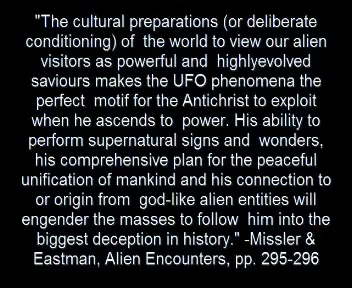 "The cultural preparations (or deliberate
conditioning) of the world to view our alien
visitors as powerful and highlyevolved
saviours makes the UFO phenomena the
perfect motif for the Antichrist to exploit
when he ascends to power. His ability to
perform supernatural signs and wonders,
his comprehensive plan for the peaceful
unification of mankind and his connection to
or origin from god-like alien entities will
engender the masses to follow him into the
biggest deception in history." -Missler &
Eastman, Alien Encounters, pp. 295-296